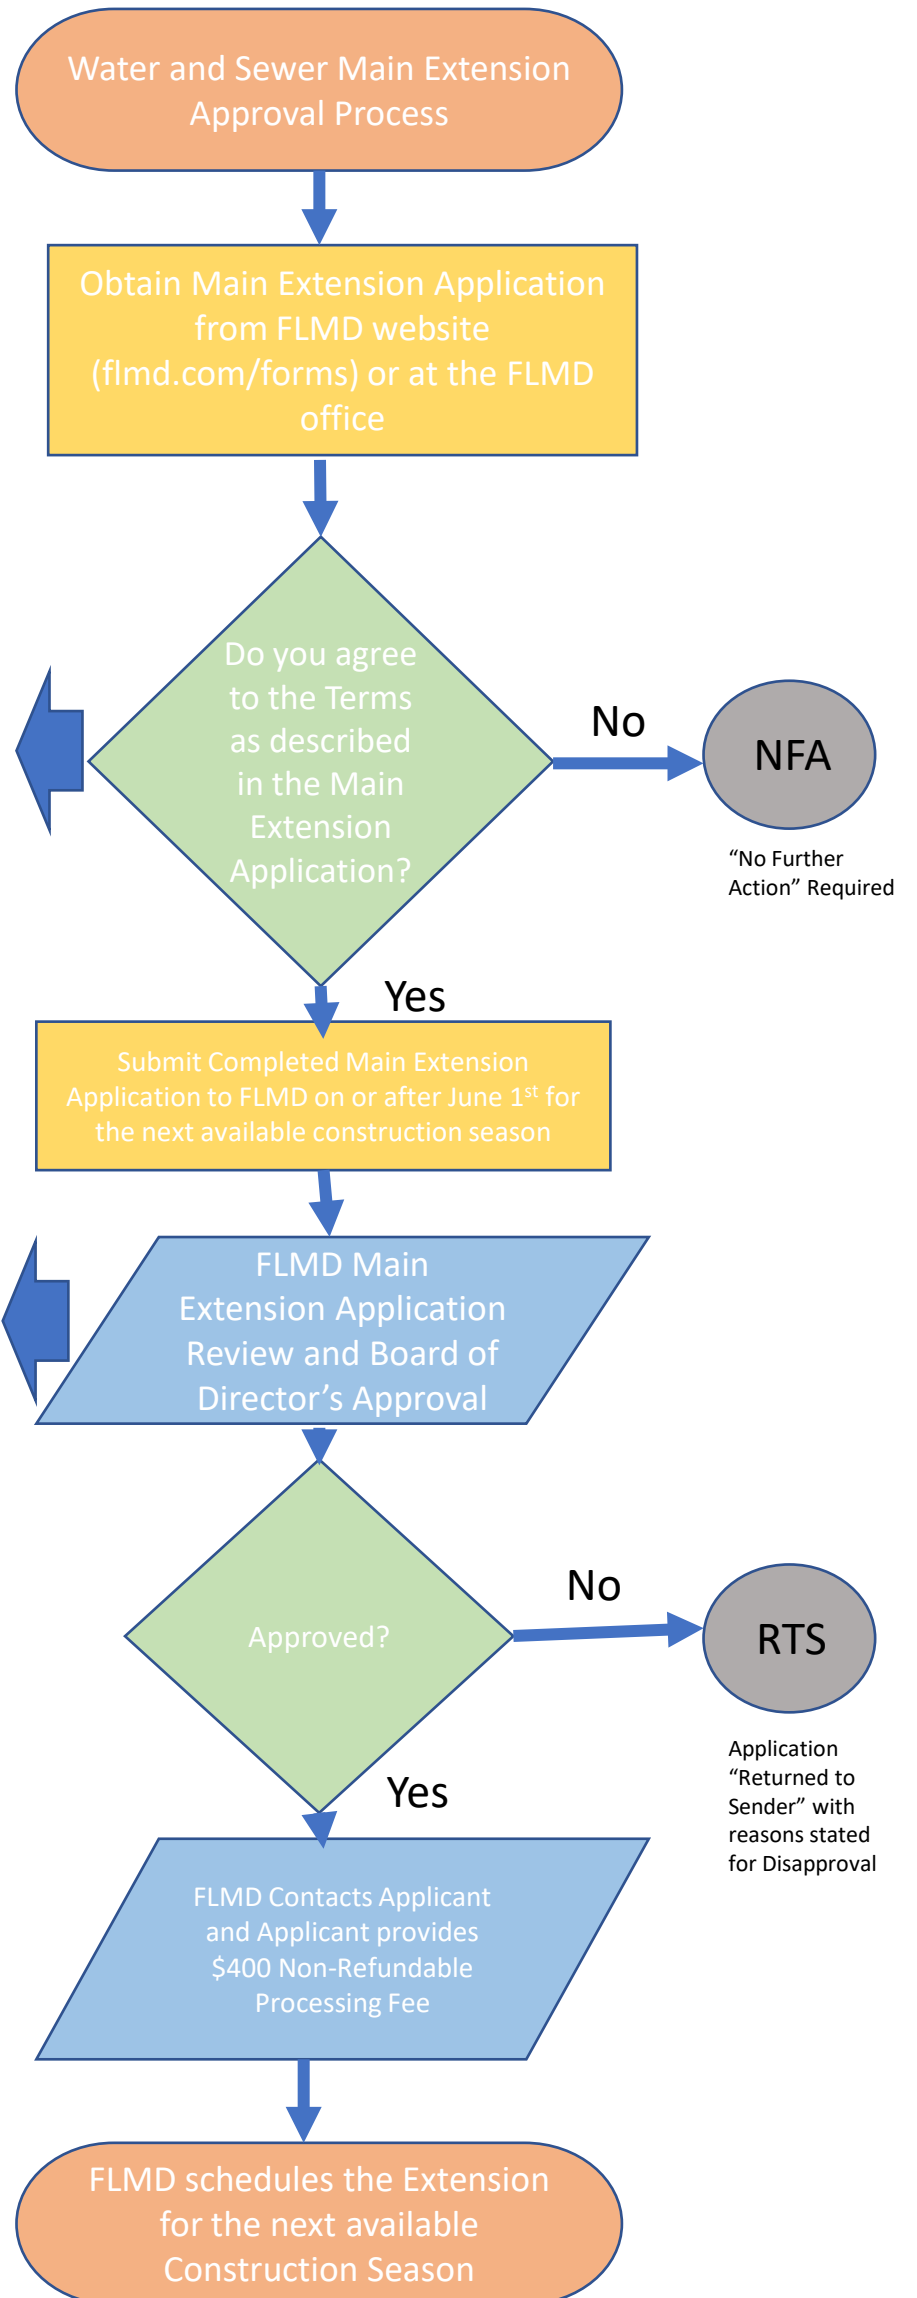 Water and Sewer Main Extension
Approval Process
Obtain Main Extension Application
from FLMD website
(flmd.com/forms) or at the FLMD
office
Do you agree
to the Terms
as described
in the Main
Extension
Application?
No
NFA
“No Further
Action” Required
Yes
Submit Completed Main Extension
Application to FLMD on or after June 1st for
the next available construction season
FLMD Main
Extension Application
Review and Board of
Director’s Approval
Approved?
No
RTS
Application
“Returned to
Sender” with
reasons stated
for Disapproval
Yes
FLMD Contacts Applicant
and Applicant provides
$400 Non-Refundable
Processing Fee
FLMD schedules the Extension
for the next available
Construction Season